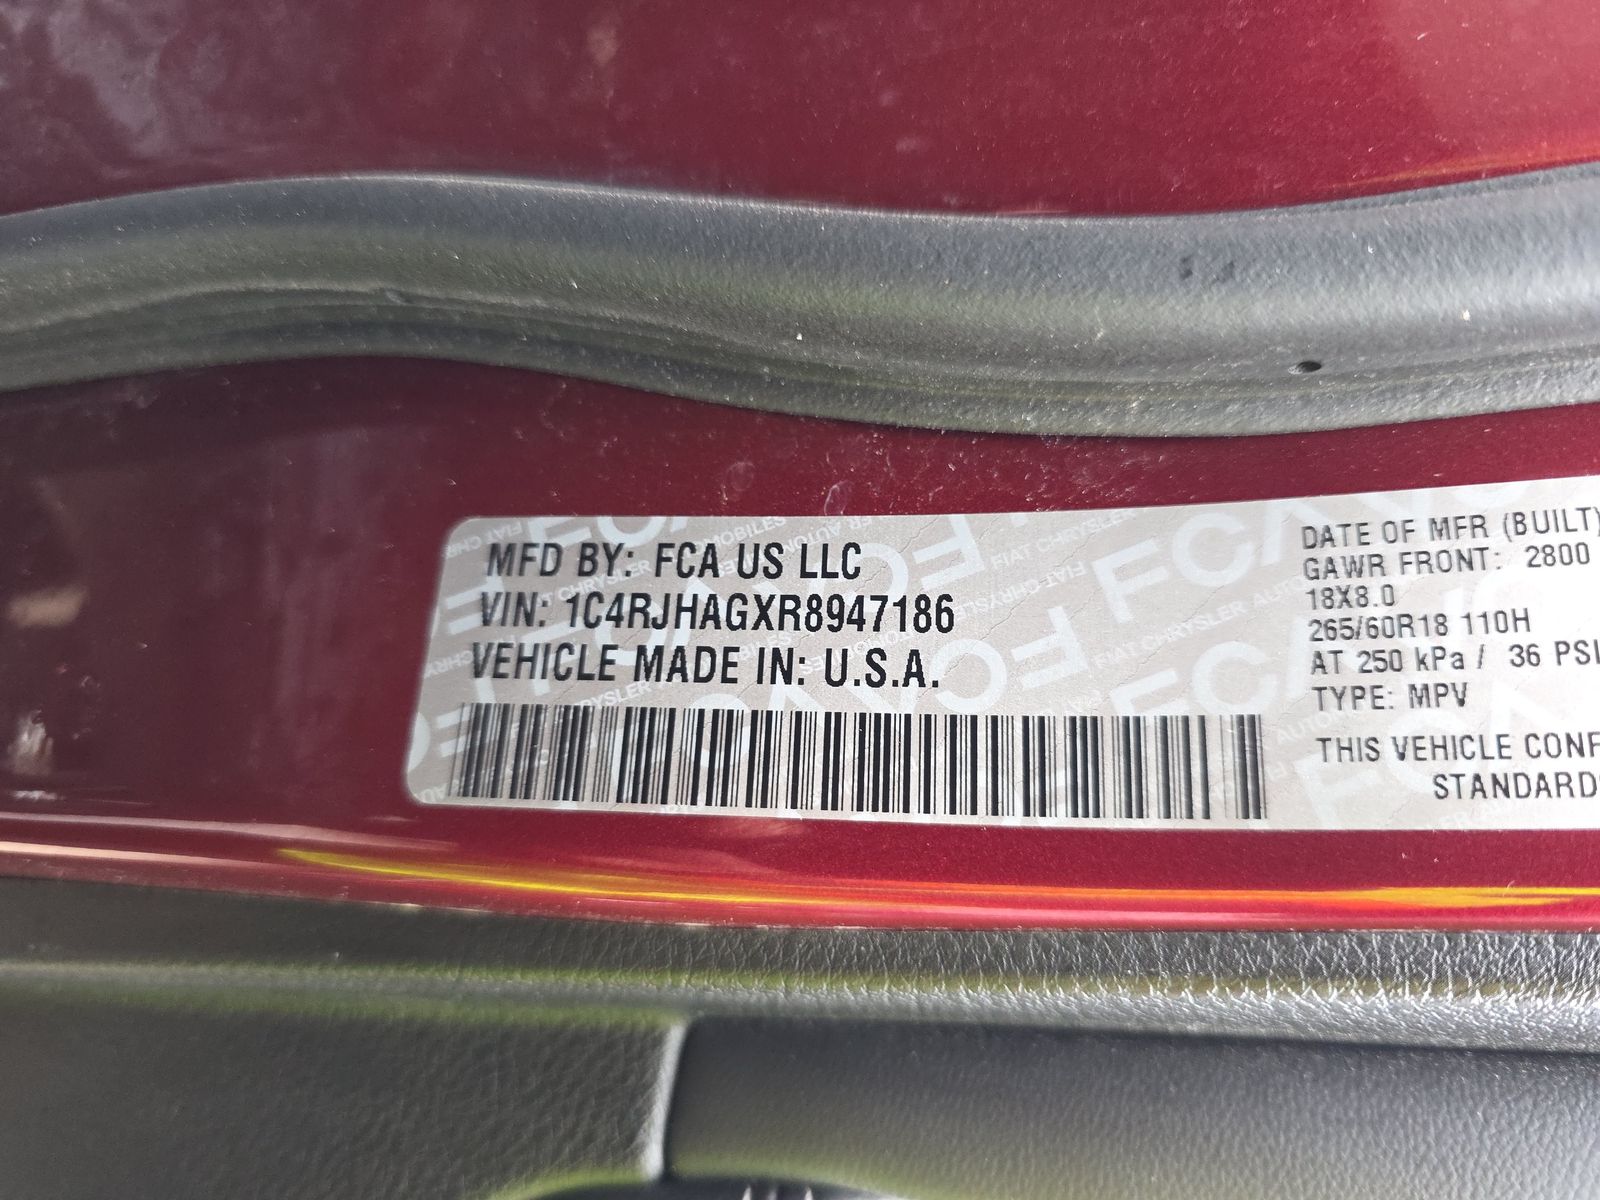 MFD BY: FCA US LLC
VIN: 1C4RJHAGXR8947186
VEHICLE MADE IN: U.S.A.
DATE OF MFR (BUILT)
GAWR FRONT: 2800
18X8.0
265/60R18 110H
AT 250 kPa / 36 PSI
TYPE: MPV
THIS VEHICLE CONF
STANDARDS